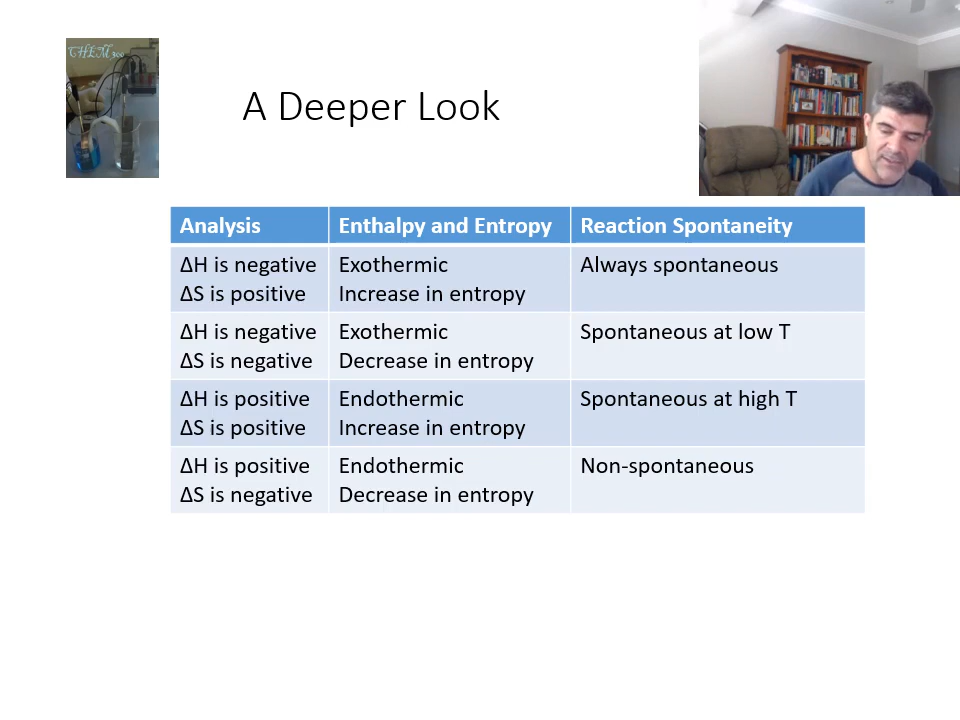 CHEM 300
A Deeper Look
Analysis Enthalpy and Entropy Reaction Spontaneity
ΔH is negative Exothermic Always spontaneous
ΔS is positive Increase in entropy
ΔH is negative Exothermic Spontaneous at low T
ΔS is negative Decrease in entropy
ΔH is positive Endothermic Spontaneous at high T
ΔS is positive Increase in entropy
ΔH is positive Endothermic Non-spontaneous
ΔS is negative Decrease in entropy